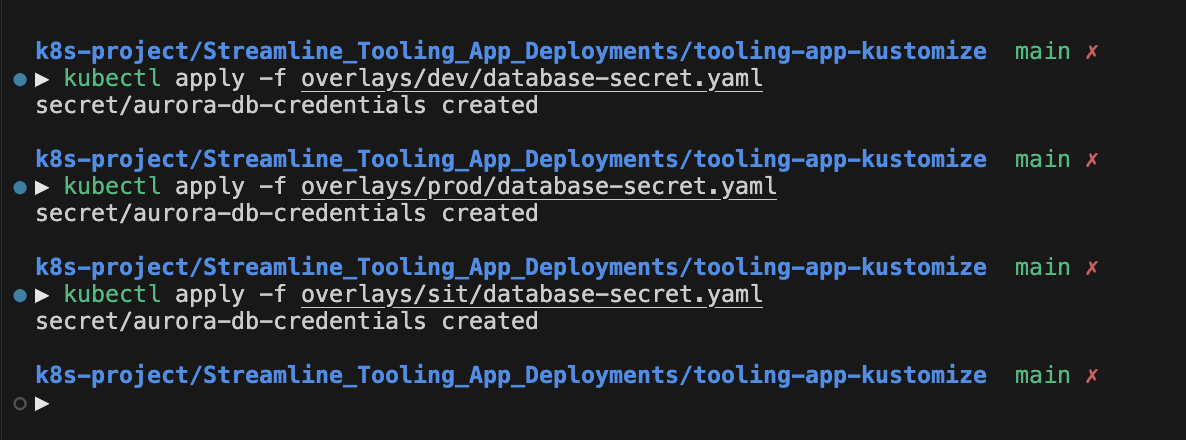 k8s-project/Streamline_Tooling_App_Deployments/tooling-app-kustomize main ✗
▶ kubectl apply -f overlays/dev/database-secret.yaml
secret/aurora-db-credentials created
k8s-project/Streamline_Tooling_App_Deployments/tooling-app-kustomize main ✗
▶ kubectl apply -f overlays/prod/database-secret.yaml
secret/aurora-db-credentials created
k8s-project/Streamline_Tooling_App_Deployments/tooling-app-kustomize main ✗
▶ kubectl apply -f overlays/sit/database-secret.yaml
secret/aurora-db-credentials created
k8s-project/Streamline_Tooling_App_Deployments/tooling-app-kustomize main ✗
▶